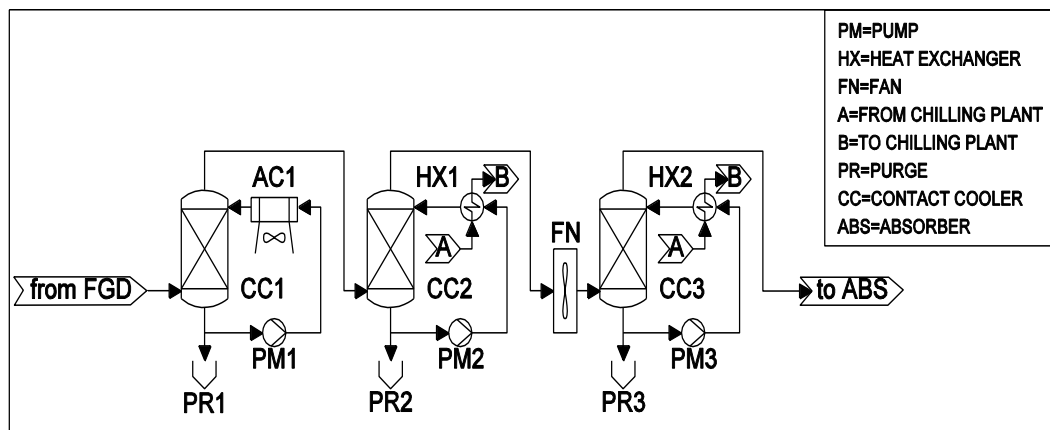 PM=PUMP
HX=HEAT EXCHANGER
FN=FAN
A=FROM CHILLING PLANT
B=TO CHILLING PLANT
PR=PURGE
CC=CONTACT COOLER
ABS=ABSORBER
AC1
HX1
B
HX2
B
A
FN
A
from FGD
CC1
CC2
CC3
to ABS
PM1
PM2
PM3
PR1
PR2
PR3